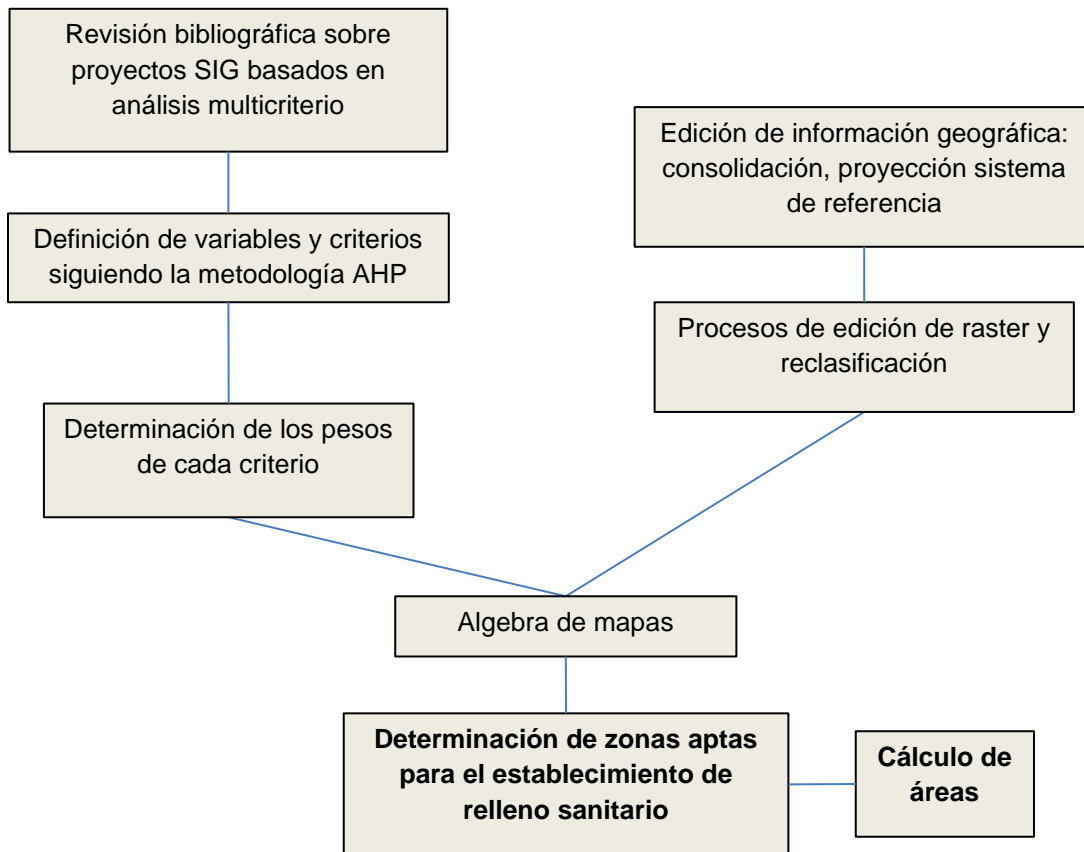 Revisión bibliográfica sobre
proyectos SIG basados en
análisis multicriterio
Edición de información geográfica:
consolidación, proyección sistema
de referencia
Definición de variables y criterios
siguiendo la metodología AHP
Procesos de edición de raster y
reclasificación
Determinación de los pesos
de cada criterio
Algebra de mapas
Determinación de zonas aptas
para el establecimiento de
relleno sanitario
Cálculo de
áreas